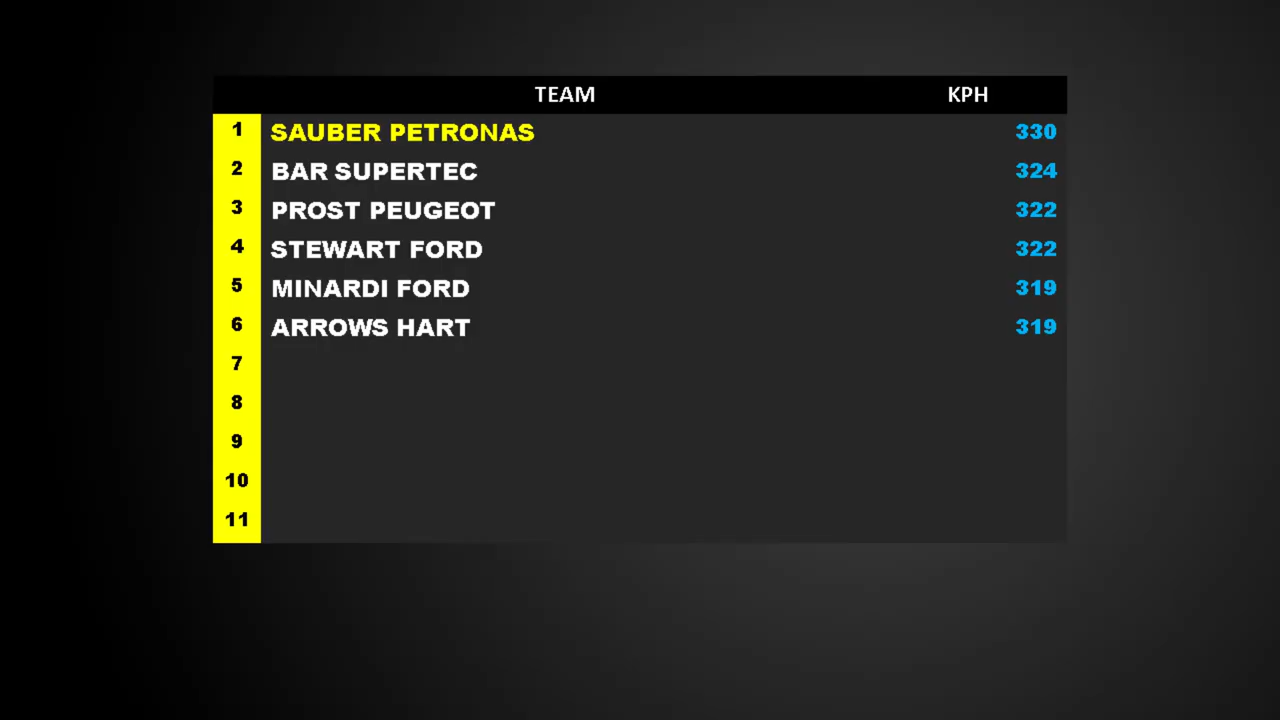 TEAM KPH
1 SAUBER PETRONAS 330
2 BAR SUPERTEC 324
3 PROST PEUGEOT 322
4 STEWART FORD 322
5 MINARDI FORD 319
6 ARROWS HART 319
7
8
9
10
11